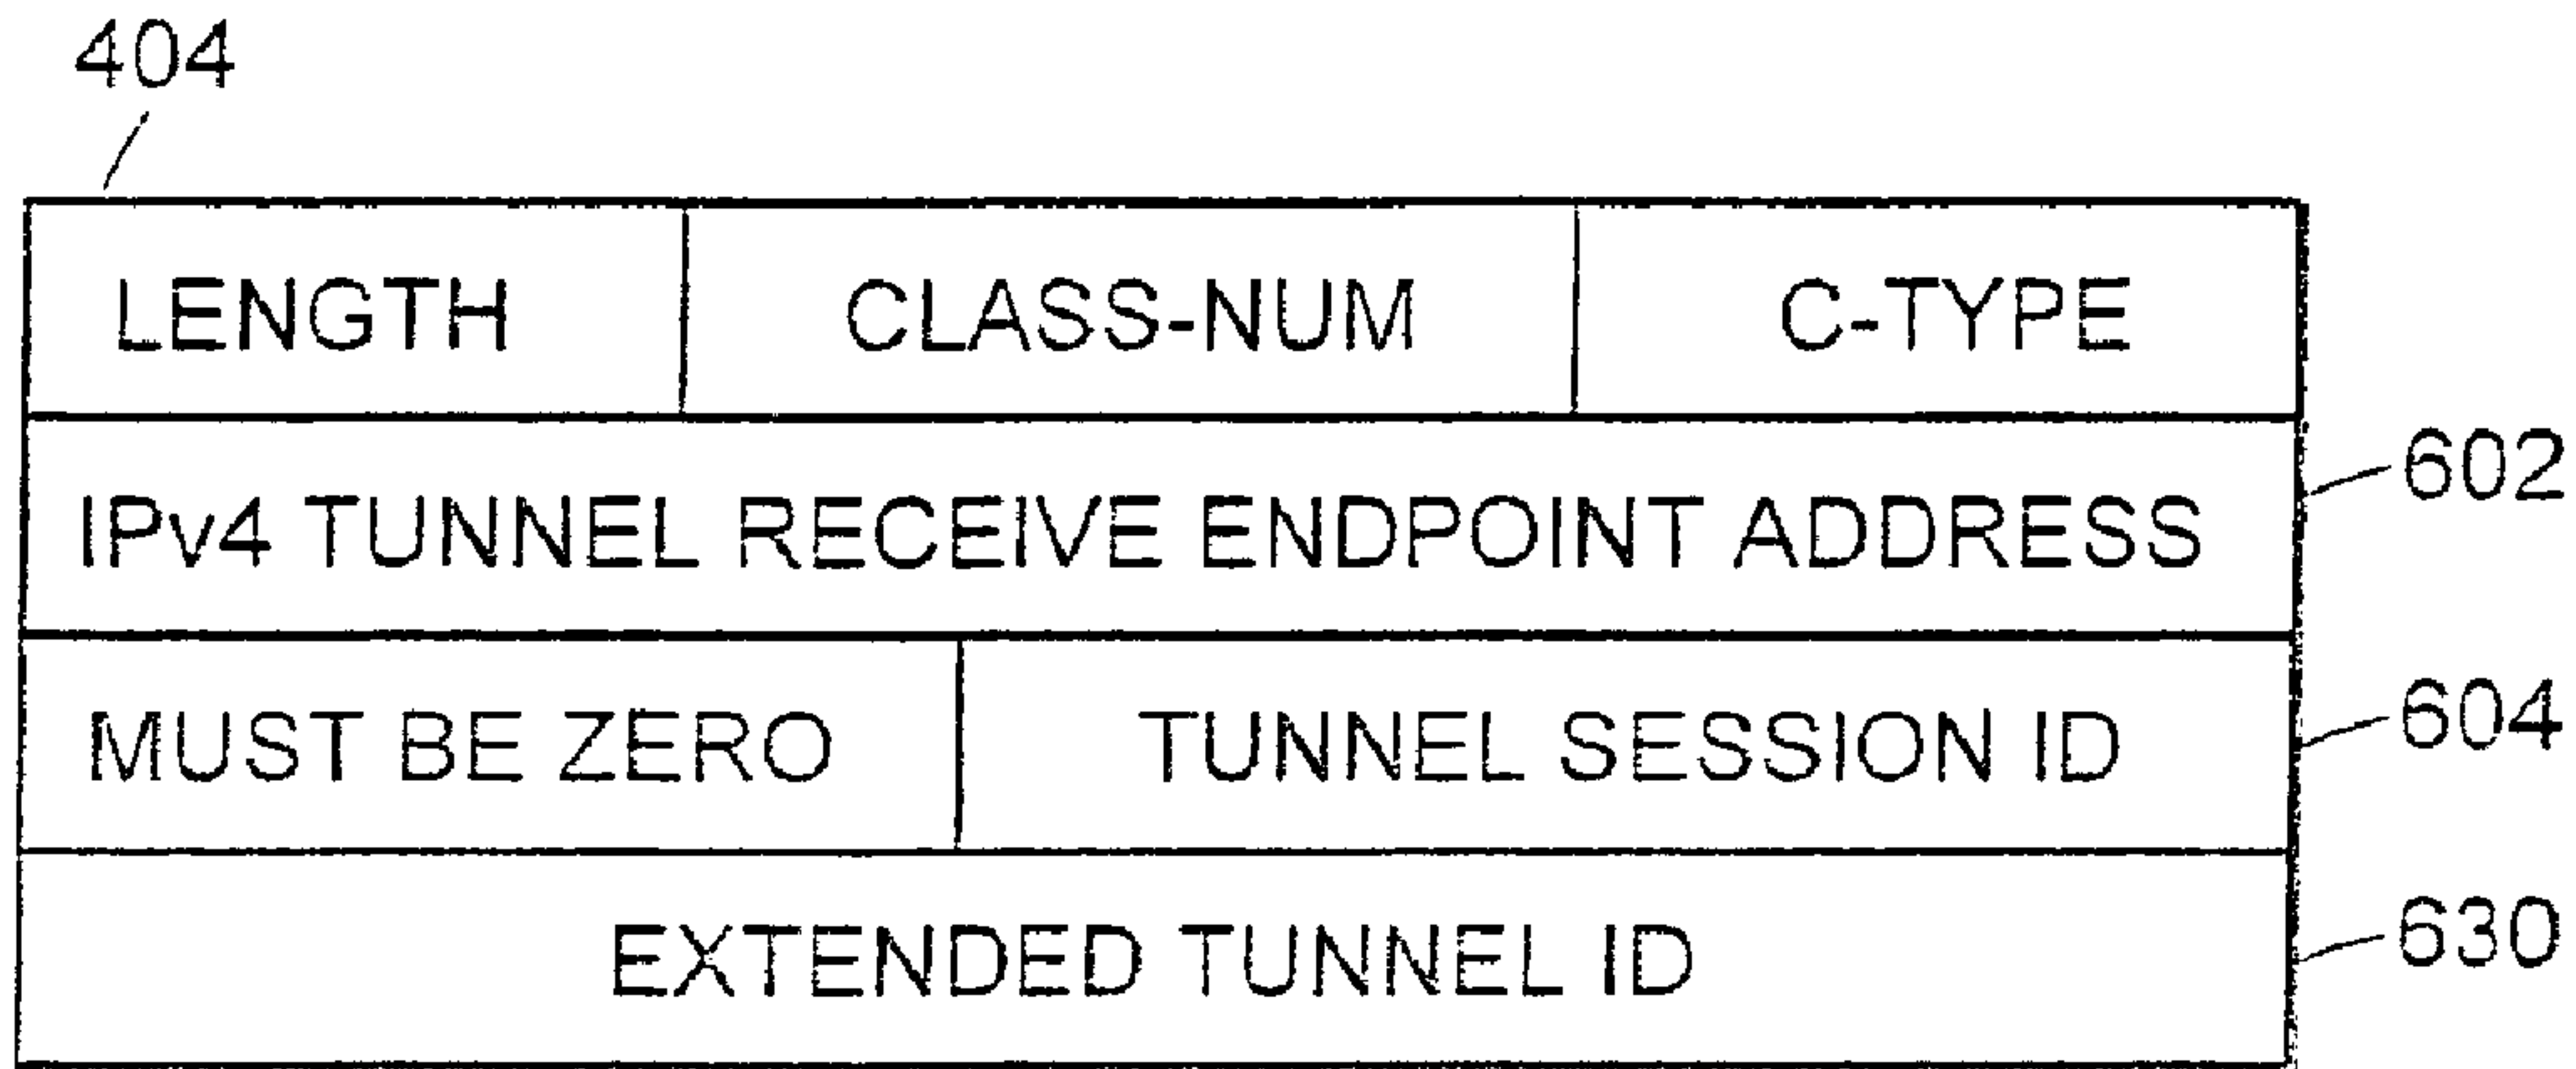 404
LENGTH CLASS-NUM C-TYPE
IPv4 TUNNEL RECEIVE ENDPOINT ADDRESS
602
MUST BE ZERO TUNNEL SESSION ID
604
EXTENDED TUNNEL ID
630